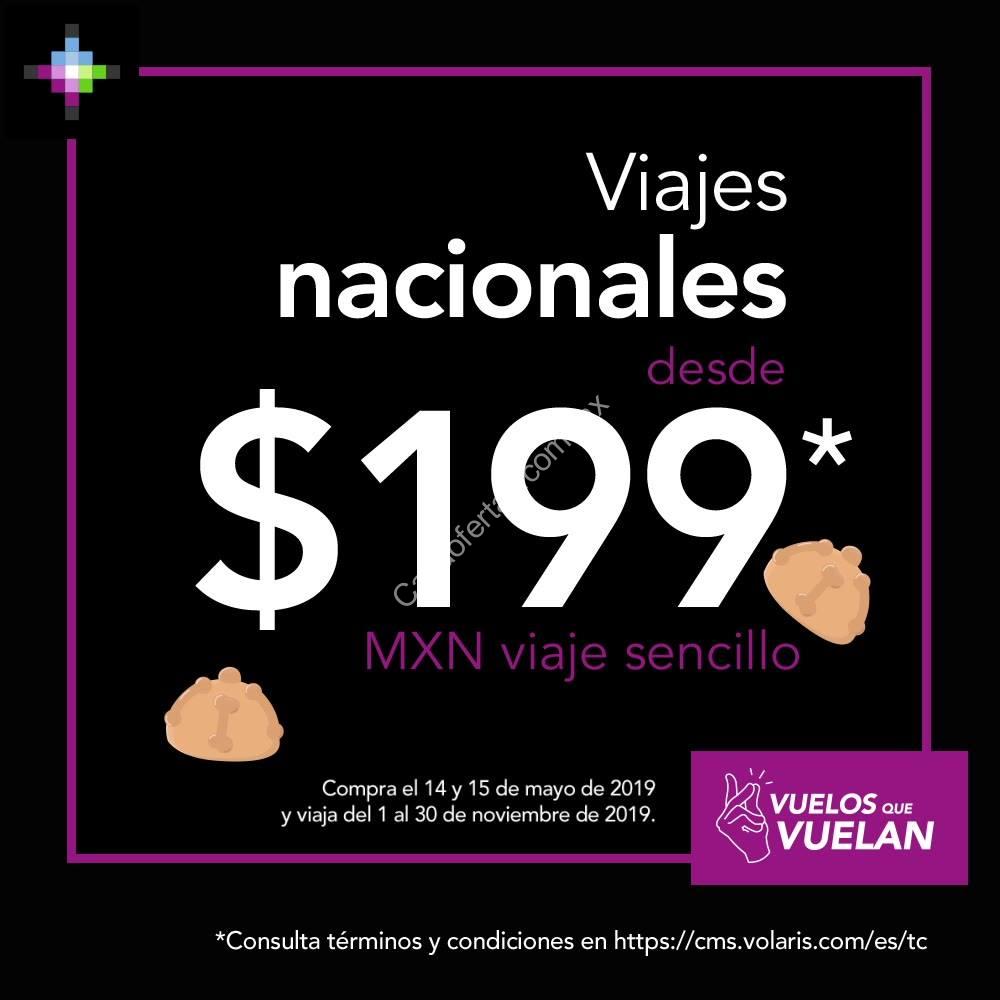 Viajes
nacionales
desde
$199*
MXN viaje sencillo
Compra el 14 y 15 de mayo de 2019
y viaja del 1 al 30 de noviembre de 2019.
VUELOS QUE
VUELAN
*Consulta términos y condiciones en https://cms.volaris.com/es/tc